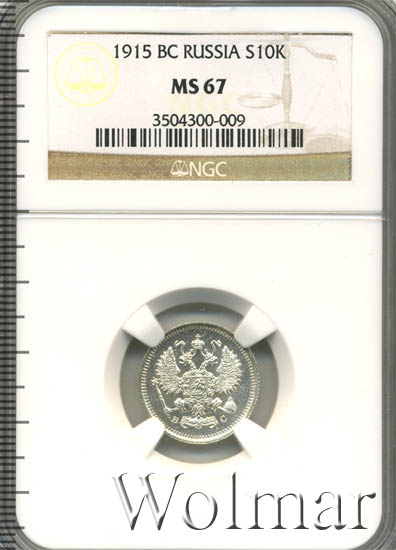 1915 BC RUSSIA S10K
MS 67
3504300-009
NGC
В С
Wolmar